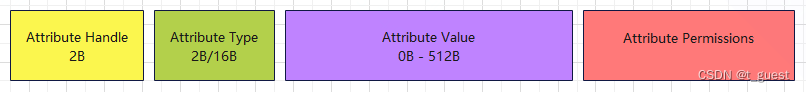 Attribute Handle
2B
Attribute Type
2B/16B
Attribute Value
0B - 512B
Attribute Permissions
CSDN @t_guest